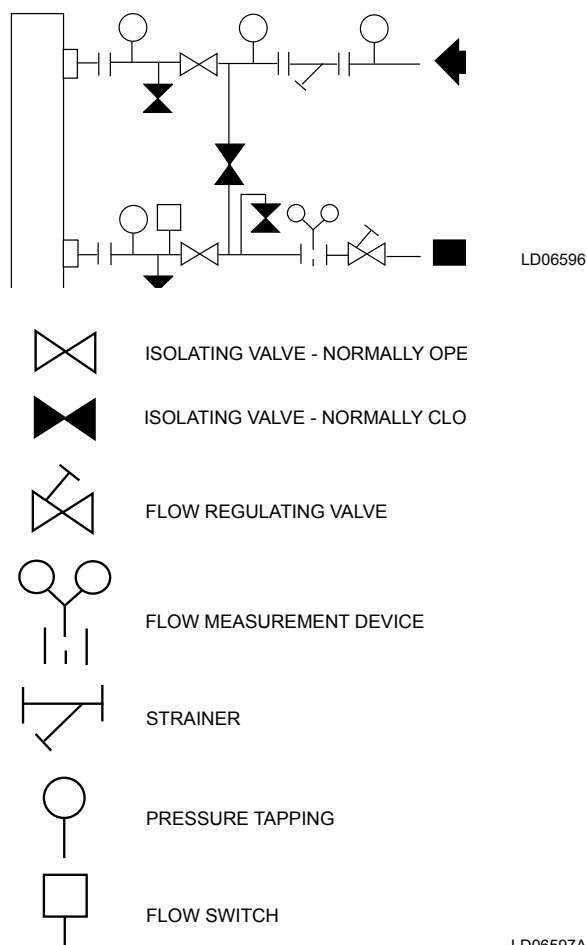 LD06596
ISOLATING VALVE - NORMALLY OPE
ISOLATING VALVE - NORMALLY CLO
FLOW REGULATING VALVE
FLOW MEASUREMENT DEVICE
STRAINER
PRESSURE TAPPING
FLOW SWITCH
LD06597A